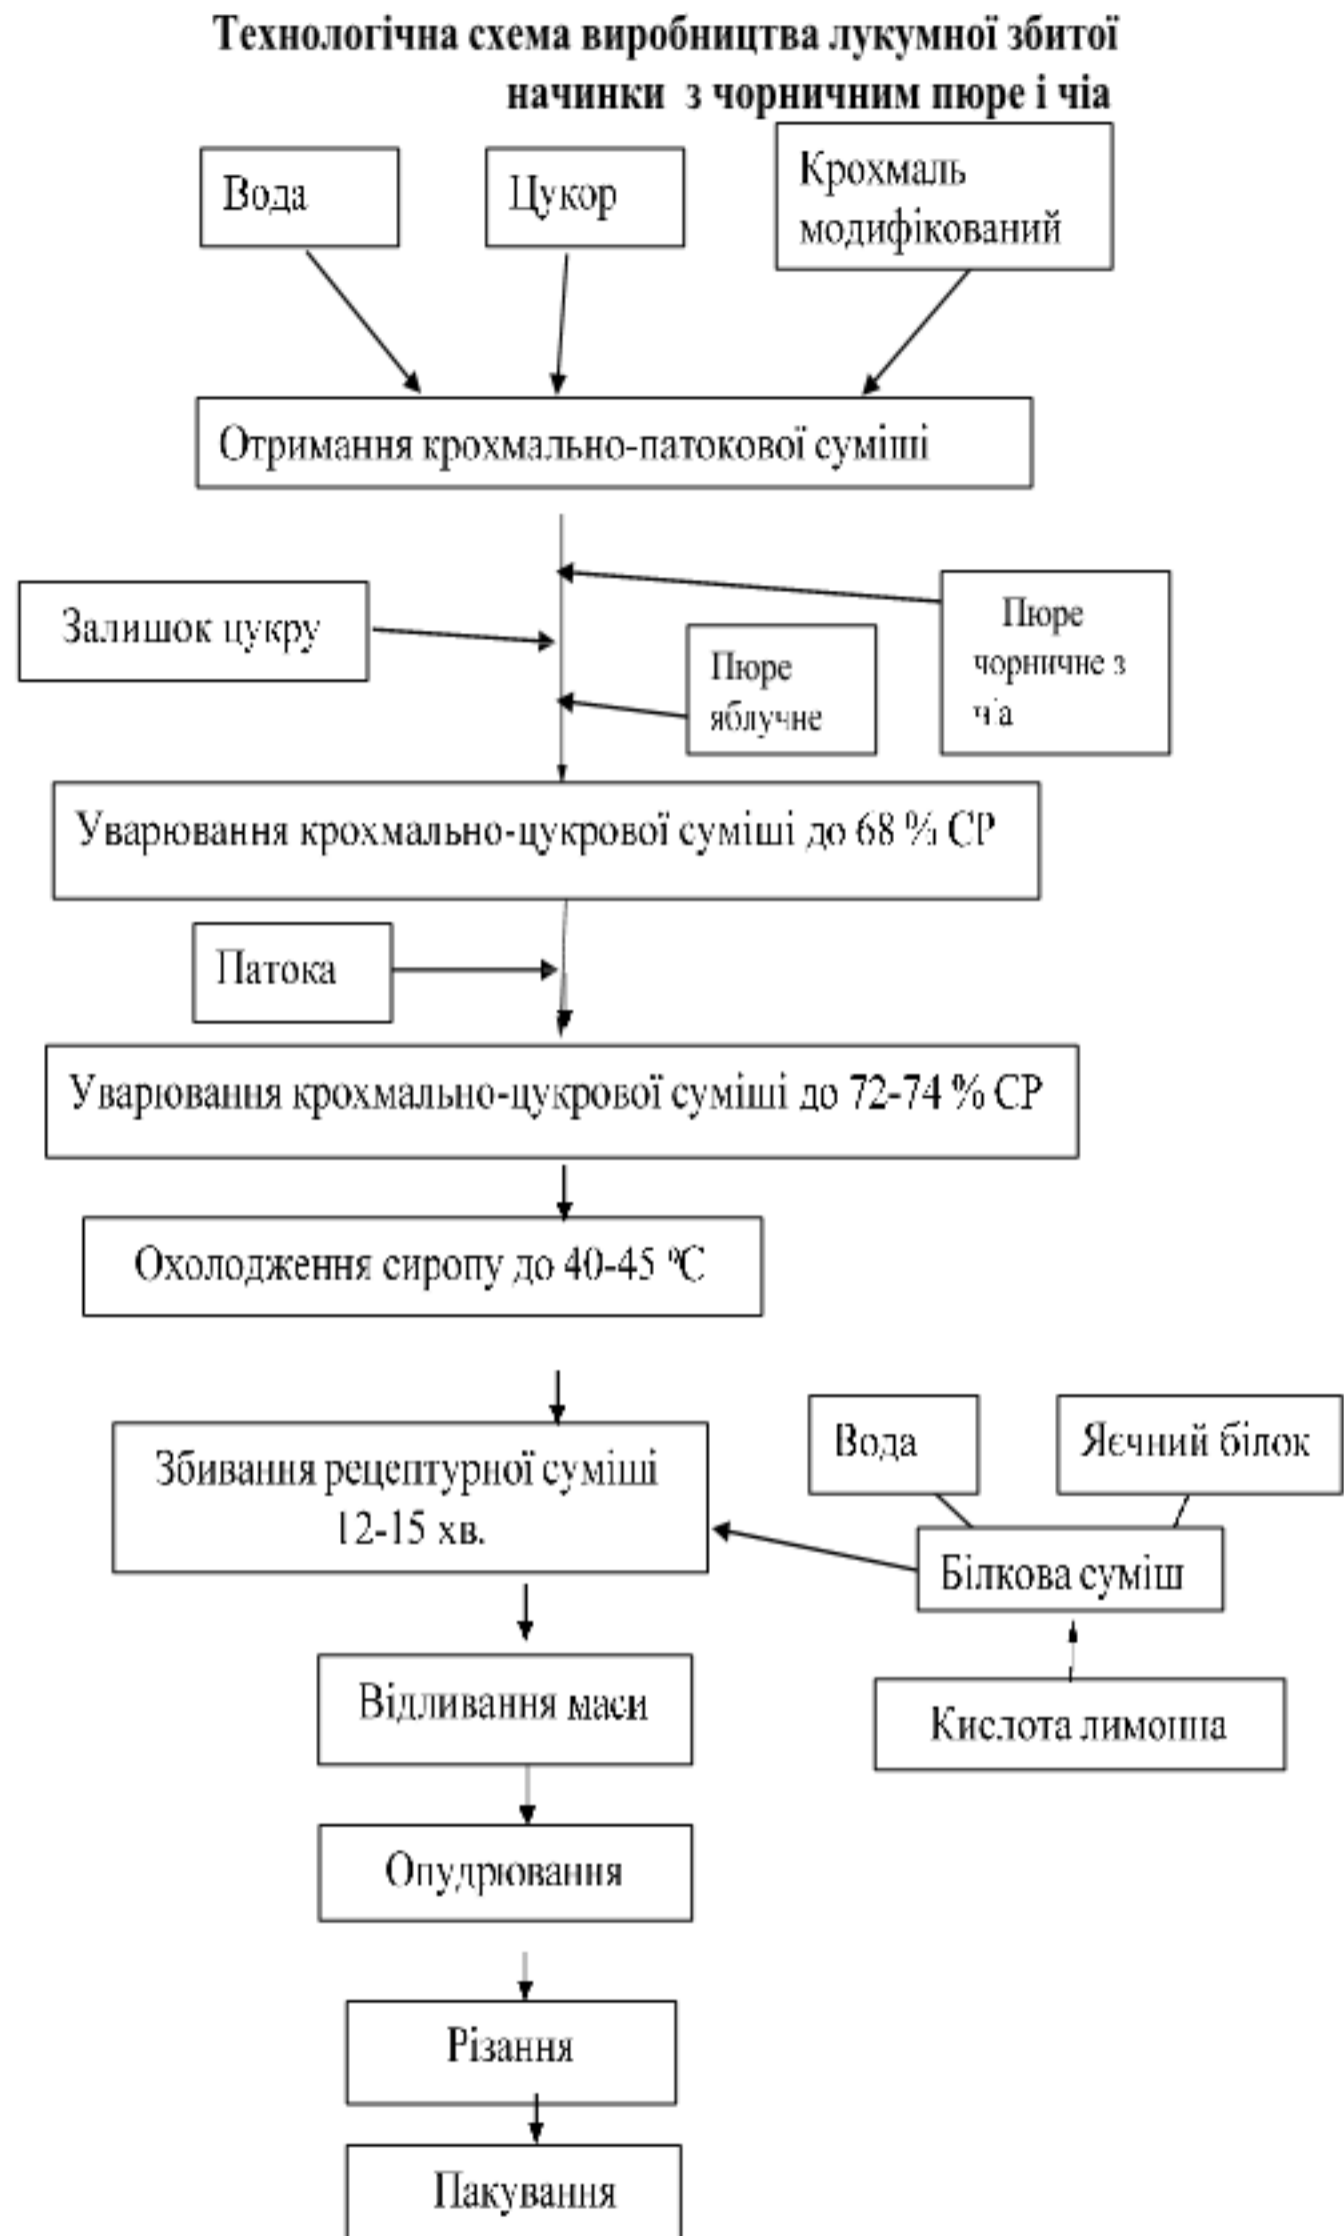 Технологічна схема виробництва лукумної збитої
начинки з чорничним пюре і чіа
Вода
Цукор
Крохмаль
модифікований
Отримання крохмально-патокової суміші
Залишок цукру
Пюре
яблучне
Пюре
чорничне з
чіа
Уварювання крохмально-цукрової суміші до 68 % СР
Патока
Уварювання крохмально-цукрової суміші до 72-74 % СР
Охолодження сиропу до 40-45 ⁰С
Збивання рецептурної суміші
12-15 хв.
Вода
Яєчний білок
Білкова суміш
Кислота лимонна
Відливання маси
Опудрювання
Різання
Пакування